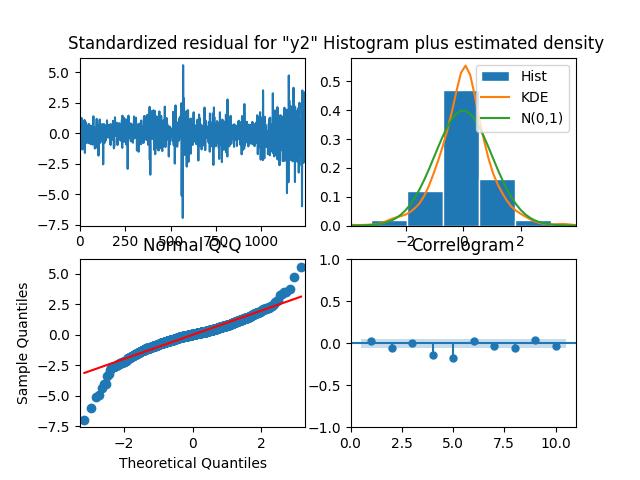 Standardized residual for "y2"
5.0
2.5
0.0
−2.5
−5.0
−7.5
0 250 500 750 1000
Histogram plus estimated density
Hist
KDE
N(0,1)
0.5
0.4
0.3
0.2
0.1
0.0
−2 0 2
Normal Q-Q
Sample Quantiles
5.0
2.5
0.0
−2.5
−5.0
−7.5
−2 0 2
Theoretical Quantiles
Correlogram
1.0
0.5
0.0
−0.5
−1.0
0.0 2.5 5.0 7.5 10.0